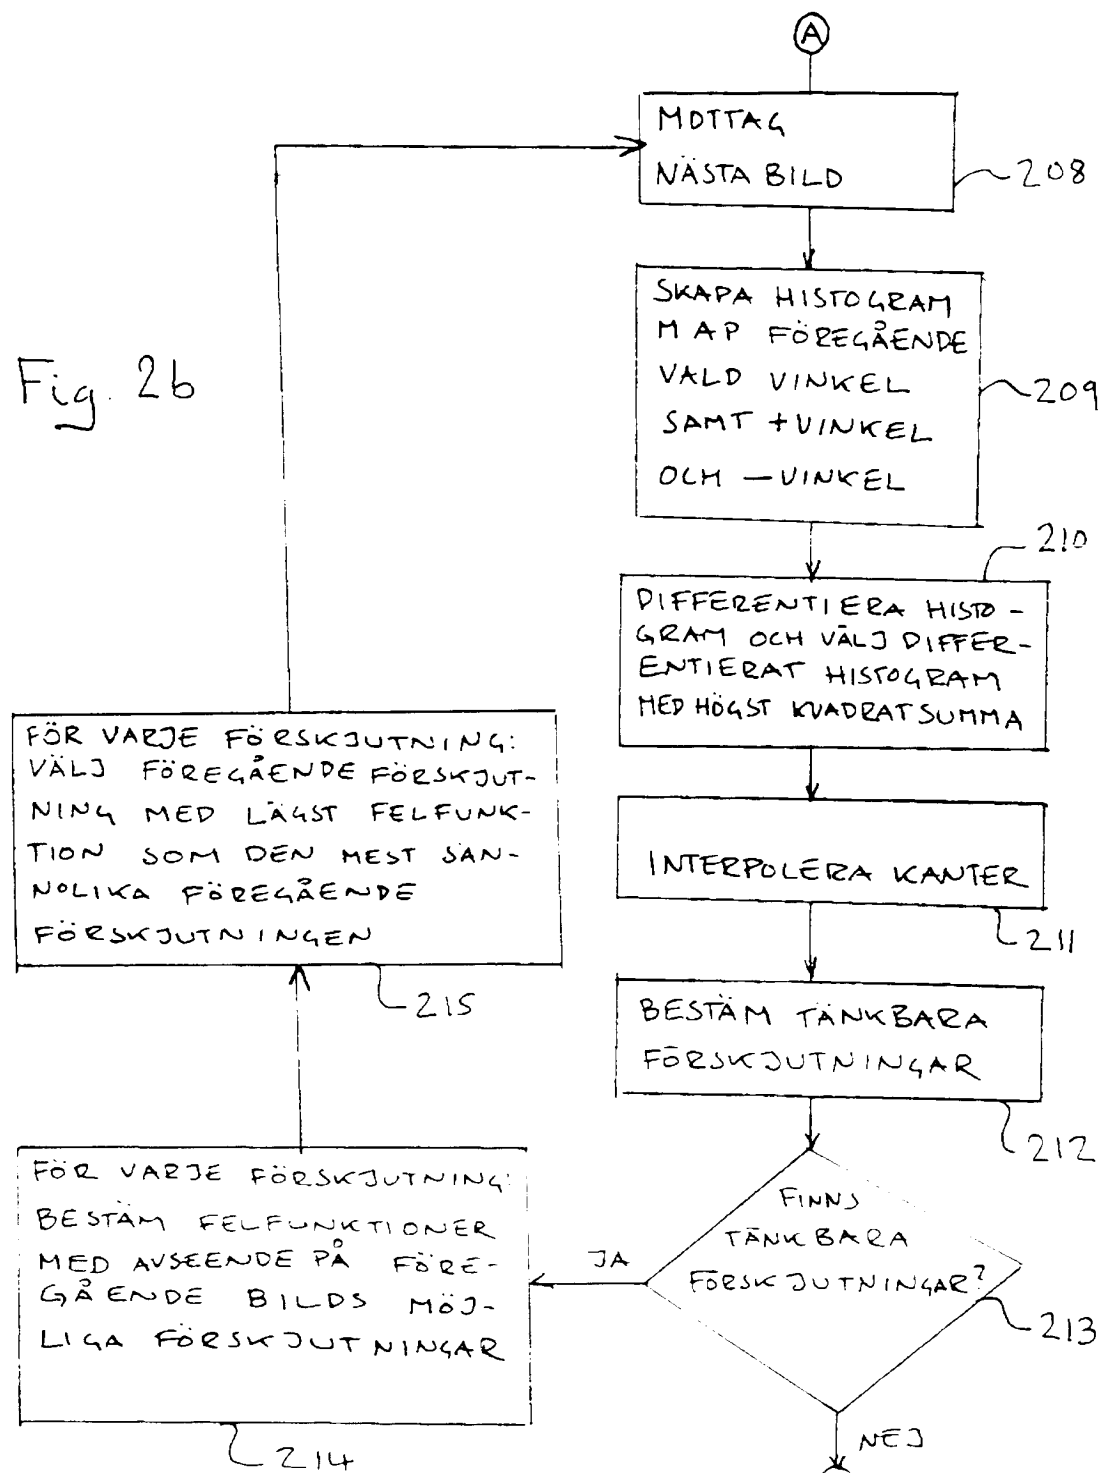 A
MOTTAG
NÄSTA BILD
208
SKAPA HISTOGRAM
M A P FÖREGÅENDE
VALD VINKEL
SAMT +VINKEL
OCH —VINKEL
209
Fig. 2b
210
DIFFERENTIERA HISTO-
GRAM OCH VÄLJ DIFFER-
ENTIERAT HISTOGRAM
MED HÖGST KVADRATSUMMA
INTERPOLERA KANTER
211
BESTÄM TÄNKBARA
FÖRSKJUTNINGAR
212
FINNS
TÄNKBARA
FÖRSKJUTNINGAR?
213
JA
NEJ
FÖR VARJE FÖRSKJUTNING:
BESTÄM FELFUNKTIONER
MED AVSEENDE PÅ FÖRE-
GÅENDE BILDS MÖJ-
LIGA FÖRSKJUTNINGAR
214
FÖR VARJE FÖRSKJUTNING:
VÄLJ FÖREGÅENDE FÖRSKJUT-
NING MED LÄGST FELFUNK-
TION SOM DEN MEST SAN-
NOLIKA FÖREGÅENDE
FÖRSKJUTNINGEN
215